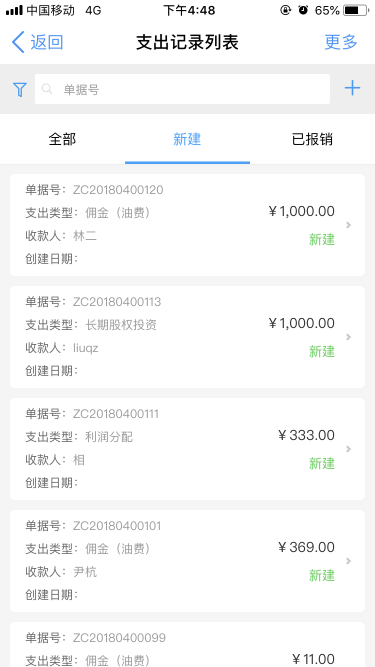 中国移动 4G 下午4:48 65%
返回 支出记录列表 更多
单据号
全部 新建 已报销
单据号：ZC20180400120
支出类型：佣金（油费） ￥1,000.00
收款人：林二 新建
创建日期：
单据号：ZC20180400113
支出类型：长期股权投资 ￥1,000.00
收款人：liuqz 新建
创建日期：
单据号：ZC20180400111
支出类型：利润分配 ￥333.00
收款人：相 新建
创建日期：
单据号：ZC20180400101
支出类型：佣金（油费） ￥369.00
收款人：尹杭 新建
创建日期：
单据号：ZC20180400099
支出类型：佣金（油费） ￥11.00